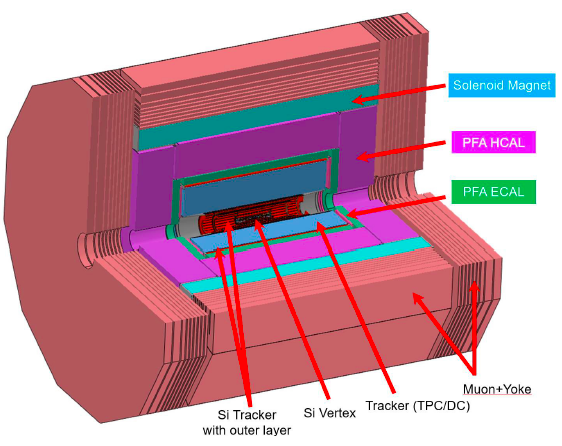 Solenoid Magnet
PFA HCAL
PFA ECAL
Muon+Yoke
Tracker (TPC/DC)
Si Vertex
Si Tracker
with outer layer